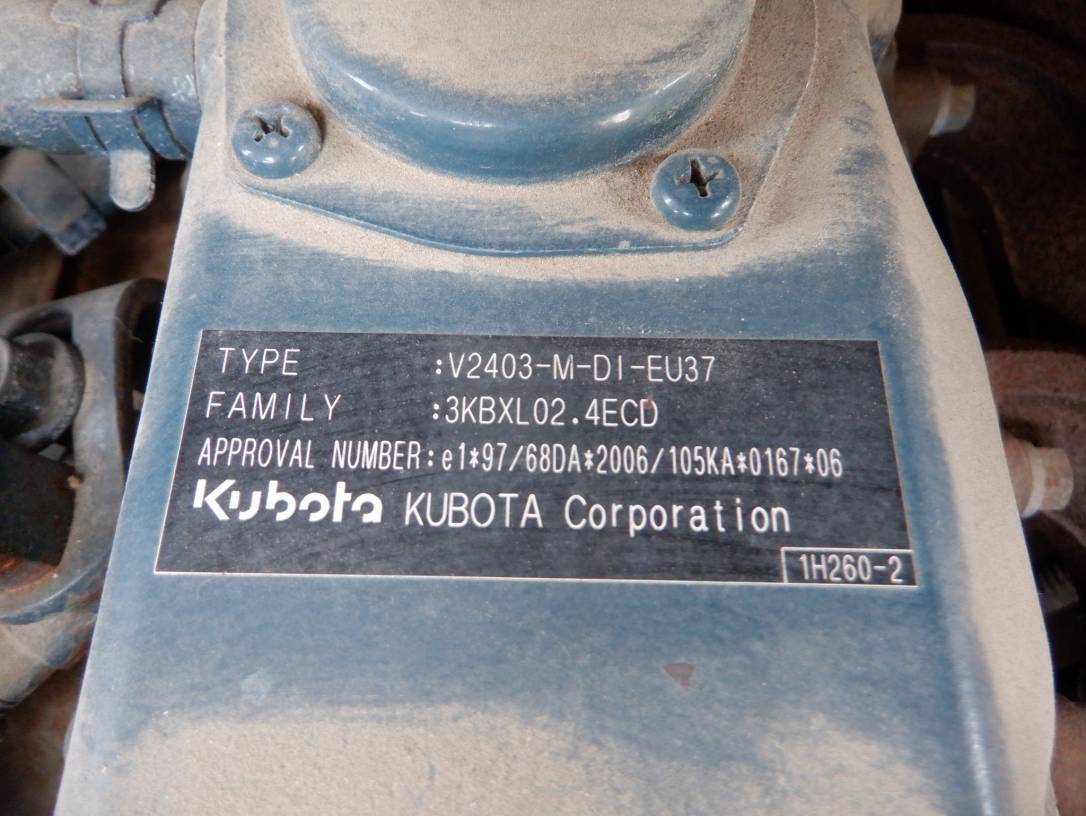 TYPE :V2403-M-DI-EU37
FAMILY :3KBXL02.4ECD
APPROVAL NUMBER:e1*97/68DA*2006/105KA*0167*06
Kubota KUBOTA Corporation
1H260-2